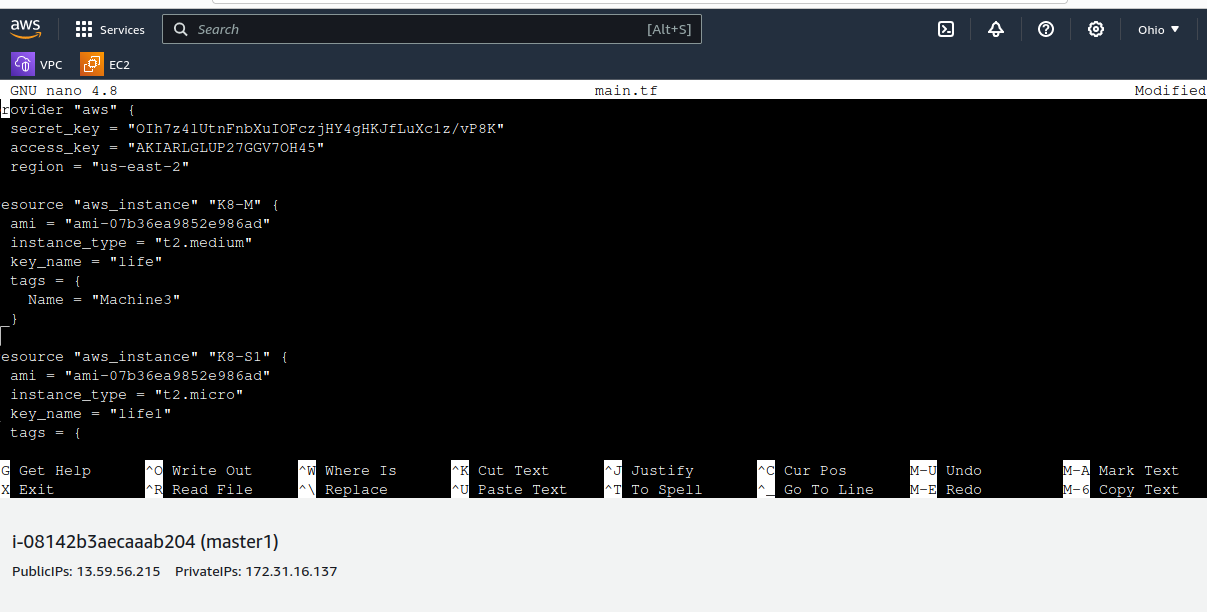 aws Services Search [Alt+S] Ohio ▼
VPC EC2
GNU nano 4.8 main.tf Modified
rovider "aws" {
secret_key = "OIh7z4lUtnFnbXuIOFczjHY4gHKJfLuXc1z/vP8K"
access_key = "AKIARLGLUP27GGV7OH45"
region = "us-east-2"
esource "aws_instance" "K8-M" {
ami = "ami-07b36ea9852e986ad"
instance_type = "t2.medium"
key_name = "life"
tags = {
Name = "Machine3"
}
esource "aws_instance" "K8-S1" {
ami = "ami-07b36ea9852e986ad"
instance_type = "t2.micro"
key_name = "life1"
tags = {
G Get Help ^O Write Out ^W Where Is ^K Cut Text ^J Justify ^C Cur Pos M-U Undo M-A Mark Text
X Exit ^R Read File ^\ Replace ^U Paste Text ^T To Spell ^_ Go To Line M-E Redo M-6 Copy Text
i-08142b3aecaaab204 (master1)
PublicIPs: 13.59.56.215 PrivateIPs: 172.31.16.137